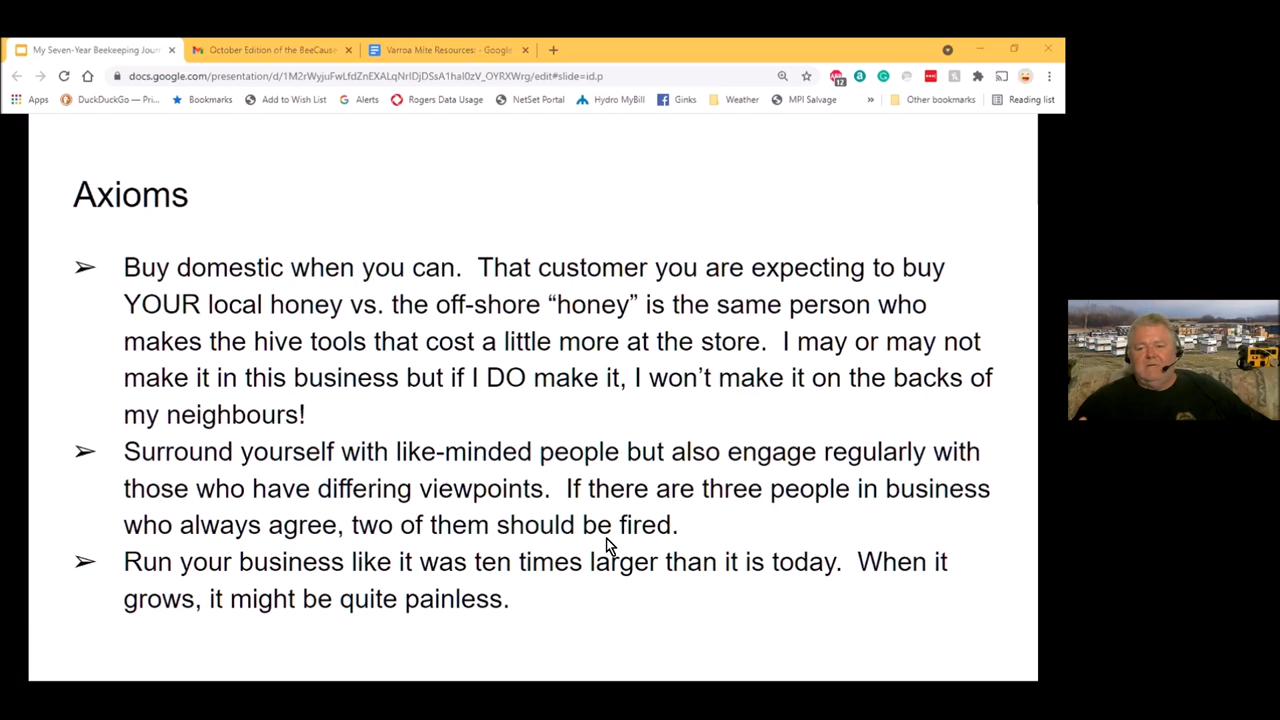 My Seven-Year Beekeeping Jour
October Edition of the BeeCause
Varroa Mite Resources: - Google
docs.google.com/presentation/d/1M2rWyjuFwLfdZnEXALqNrIDjDSsA1hal0zV_OYRXWrg/edit#slide=id.p
12
Apps
DuckDuckGo — Pri...
Bookmarks
Add to Wish List
Alerts
Rogers Data Usage
NetSet Portal
Hydro MyBill
Ginks
Weather
MPI Salvage
»
Other bookmarks
Reading list
Axioms
➢ Buy domestic when you can. That customer you are expecting to buy
YOUR local honey vs. the off-shore “honey” is the same person who
makes the hive tools that cost a little more at the store. I may or may not
make it in this business but if I DO make it, I won’t make it on the backs of
my neighbours!
➢ Surround yourself with like-minded people but also engage regularly with
those who have differing viewpoints. If there are three people in business
who always agree, two of them should be fired.
➢ Run your business like it was ten times larger than it is today. When it
grows, it might be quite painless.